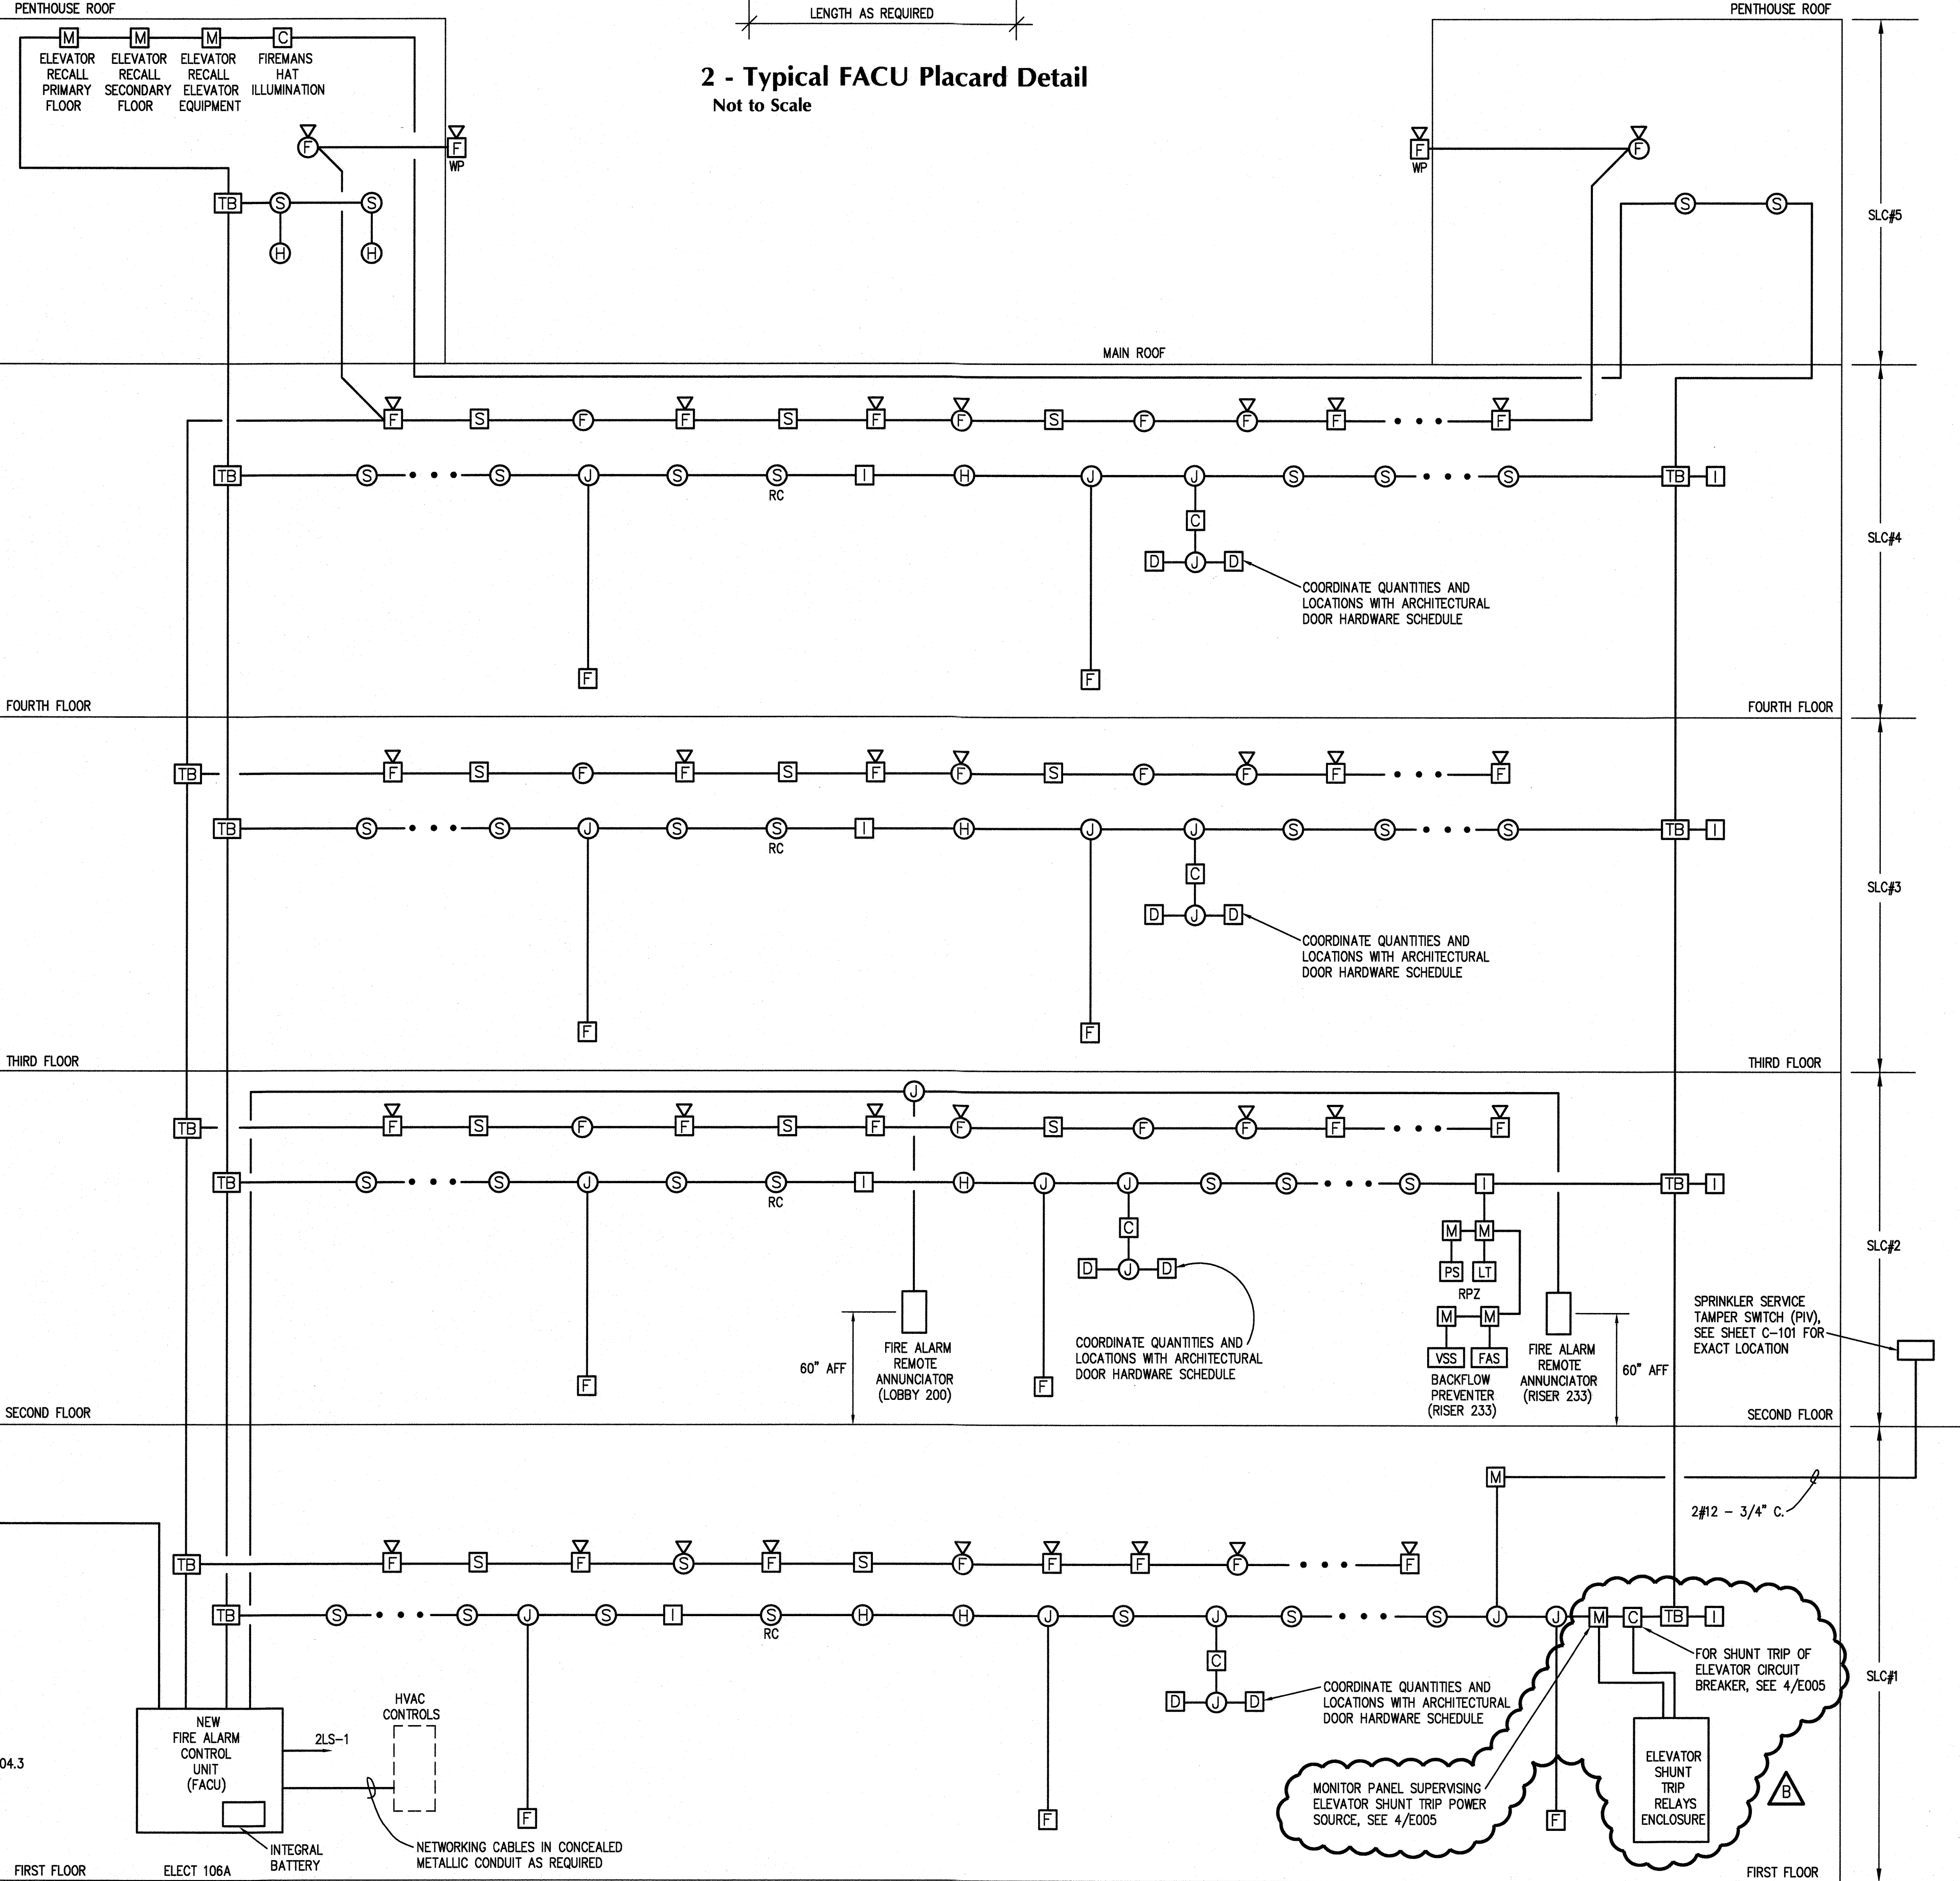 PENTHOUSE ROOF
LENGTH AS REQUIRED
PENTHOUSE ROOF
M M M C
ELEVATOR RECALL PRIMARY FLOOR
ELEVATOR RECALL SECONDARY FLOOR
ELEVATOR RECALL ELEVATOR EQUIPMENT
FIREMANS HAT ILLUMINATION
2 - Typical FACU Placard Detail
Not to Scale
F F F F
WP WP
TB S S S S
H H
SLC#5
MAIN ROOF
F S F F S F F S F F F F
TB S S J S S I H J J S S S TB I
RC
C
D J D
SLC#4
COORDINATE QUANTITIES AND
LOCATIONS WITH ARCHITECTURAL
DOOR HARDWARE SCHEDULE
F F
FOURTH FLOOR FOURTH FLOOR
TB F S F F S F F S F F F F
TB S S J S S I H J J S S S TB I
RC
C
SLC#3
D J D
COORDINATE QUANTITIES AND
LOCATIONS WITH ARCHITECTURAL
DOOR HARDWARE SCHEDULE
F F
THIRD FLOOR THIRD FLOOR
J
TB F S F F S F F S F F F F
TB S S J S S I H J J S S S I TB I
RC
C M M
SLC#2
D J D PS LT
RPZ
M M
VSS FAS
BACKFLOW
PREVENTER
(RISER 233)
FIRE ALARM
REMOTE
ANNUNCIATOR
(LOBBY 200)
60" AFF
COORDINATE QUANTITIES AND
LOCATIONS WITH ARCHITECTURAL
DOOR HARDWARE SCHEDULE
FIRE ALARM
REMOTE
ANNUNCIATOR
(RISER 233)
60" AFF
SPRINKLER SERVICE
TAMPER SWITCH (PIV),
SEE SHEET C-101 FOR
EXACT LOCATION
F F
SECOND FLOOR SECOND FLOOR
M
2#12 - 3/4" C.
TB F S F S F S F F F F F
TB S S J S I S H H J S J S S J J M C TB I
RC
C
D J D
FOR SHUNT TRIP OF
ELEVATOR CIRCUIT
BREAKER, SEE 4/E005
SLC#1
COORDINATE QUANTITIES AND
LOCATIONS WITH ARCHITECTURAL
DOOR HARDWARE SCHEDULE
NEW
FIRE ALARM
CONTROL
UNIT
(FACU)
2LS-1
HVAC
CONTROLS
04.3
MONITOR PANEL SUPERVISING
ELEVATOR SHUNT TRIP POWER
SOURCE, SEE 4/E005
ELEVATOR
SHUNT
TRIP
RELAYS
ENCLOSURE
B
F F F
INTEGRAL
BATTERY
NETWORKING CABLES IN CONCEALED
METALLIC CONDUIT AS REQUIRED
FIRST FLOOR ELECT 106A FIRST FLOOR